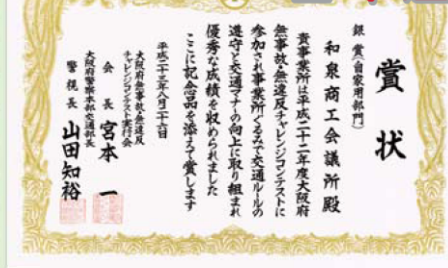 賞状
銀賞(自家用部門)
和泉商工会議所殿
貴事業所は平成二十二年度大阪府
無事故・無違反チャレンジコンテストに
参加され事業所ぐるみで交通ルールの
遵守と交通マナーの向上に取り組まれ
優秀な成績を収められました
ここに記念品を添えて賞します
平成二十三年八月二十六日
大阪府無事故・無違反
チャレンジコンテスト実行会
会長 宮本 一
大阪府警察本部交通部長
警視長 山田知裕